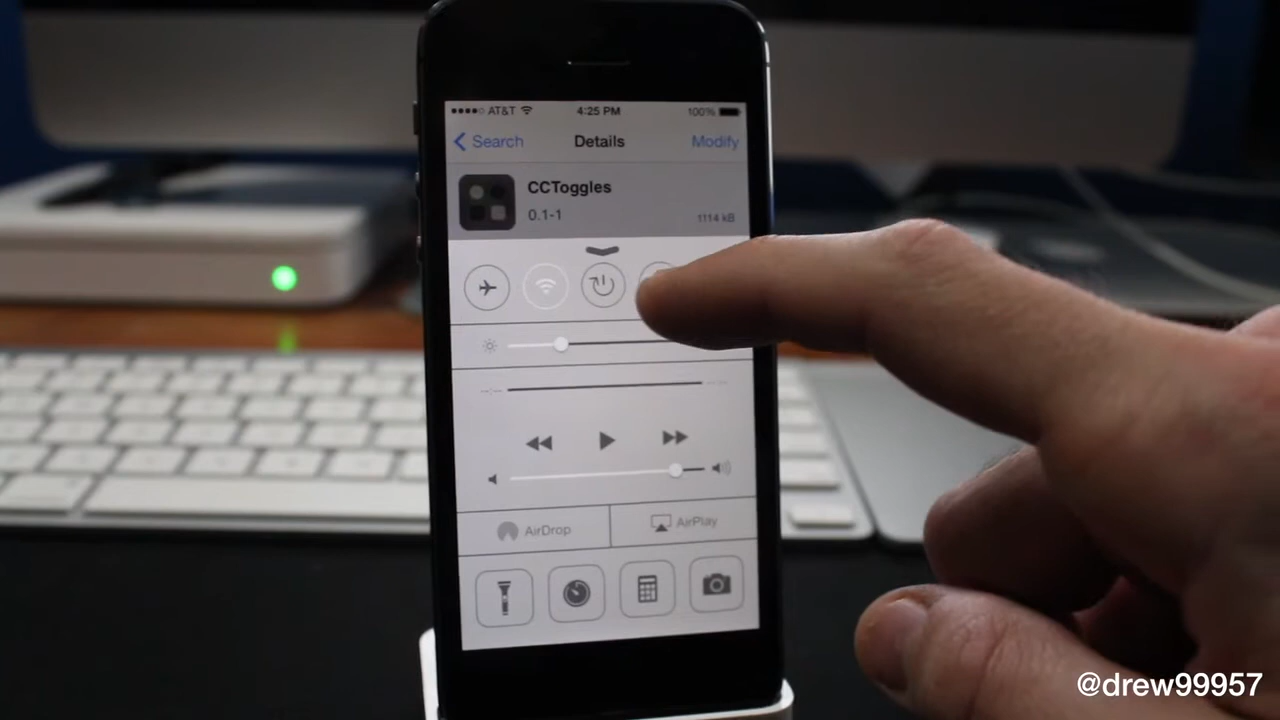 AT&T 4:25 PM 100%
Search Details Modify
CCToggles
0.1-1 1114 kB
AirDrop AirPlay
@drew99957